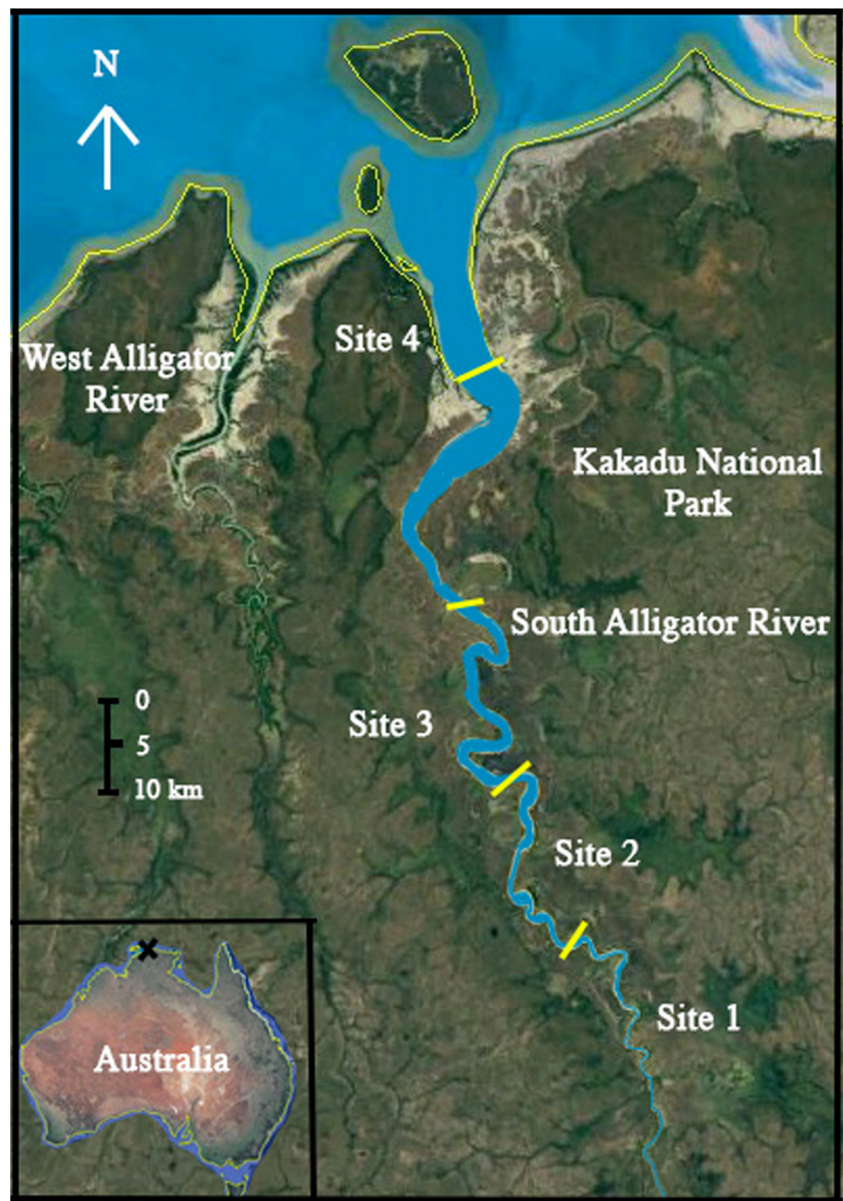 N
Site 4
West Alligator
River
Kakadu National
Park
South Alligator River
0
Site 3
5
10 km
Site 2
Site 1
Australia